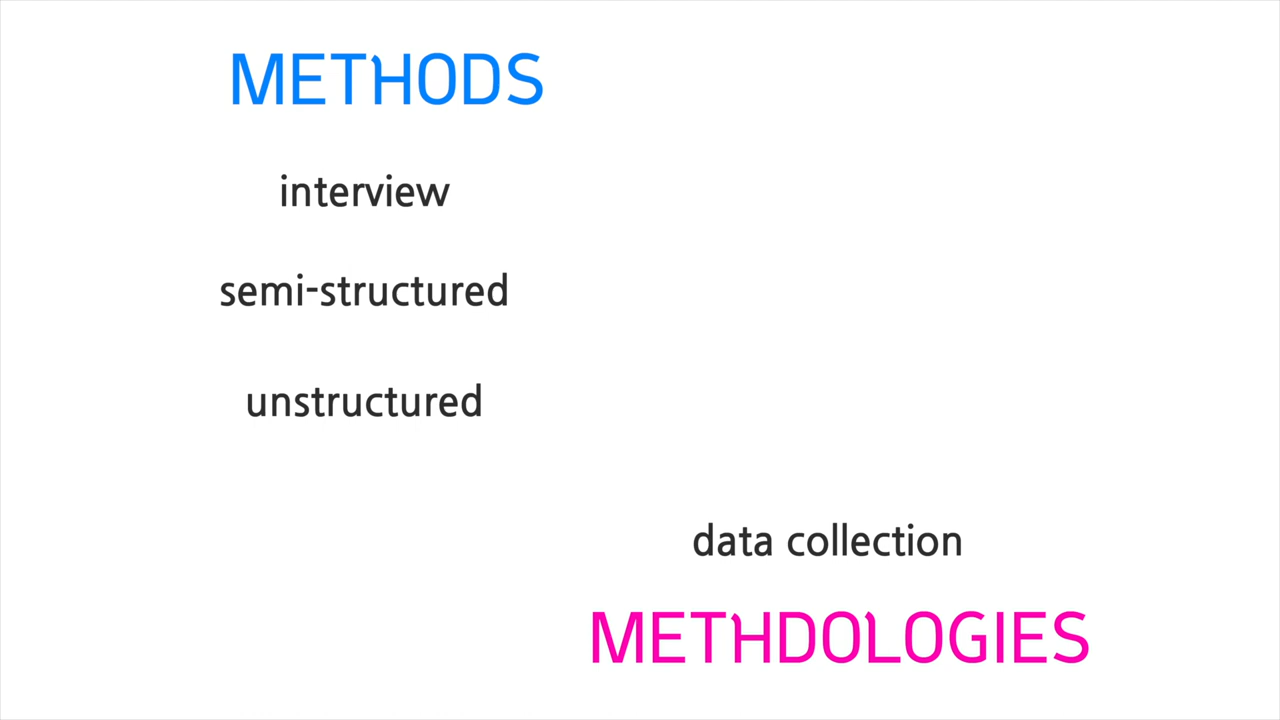 METHODS
interview
semi-structured
unstructured
data collection
METHDOLOGIES